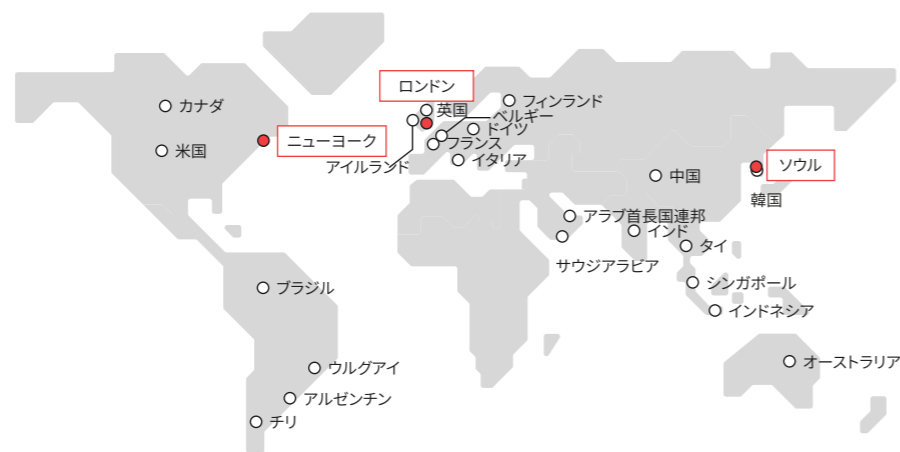 カナダ
米国
ニューヨーク
ロンドン
英国
フィンランド
ベルギー
ドイツ
フランス
アイルランド
イタリア
中国
ソウル
韓国
アラブ首長国連邦
インド
タイ
サウジアラビア
シンガポール
インドネシア
ブラジル
ウルグアイ
アルゼンチン
チリ
オーストラリア